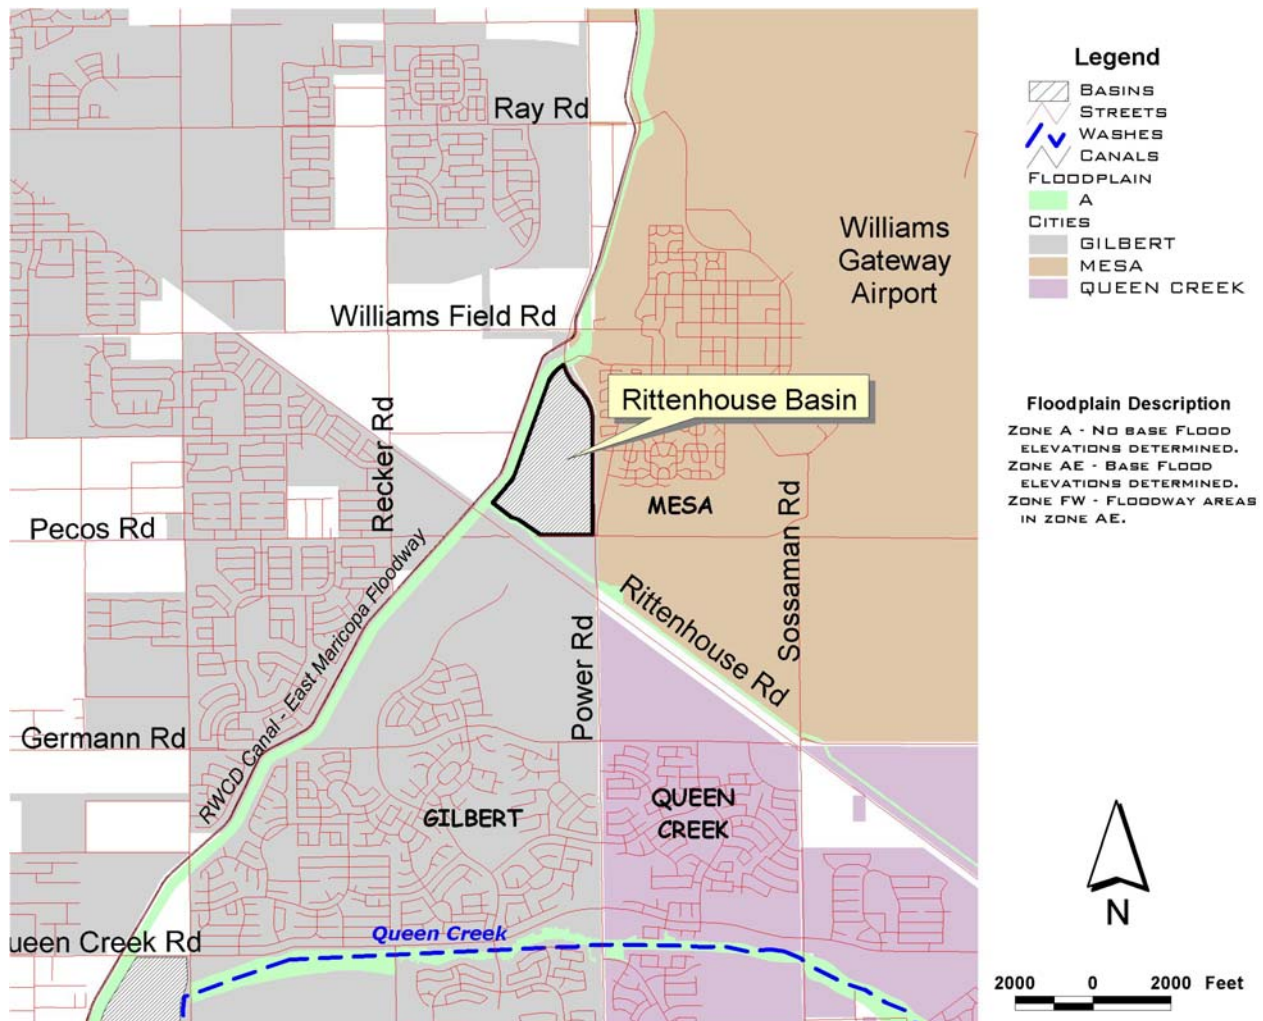 Ray Rd
Williams
Gateway
Airport
Williams Field Rd
Rittenhouse Basin
Recker Rd
MESA
Pecos Rd
Sossaman Rd
RWCD Canal - East Maricopa Floodway
Rittenhouse Rd
Power Rd
Germann Rd
GILBERT
QUEEN
CREEK
Queen Creek
ueen Creek Rd
Legend
BASINS
STREETS
WASHES
CANALS
FLOODPLAIN
A
CITIES
GILBERT
MESA
QUEEN CREEK
Floodplain Description
ZONE A - NO BASE FLOOD
ELEVATIONS DETERMINED.
ZONE AE - BASE FLOOD
ELEVATIONS DETERMINED.
ZONE FW - FLOODWAY AREAS
IN ZONE AE.
N
2000 0 2000 Feet